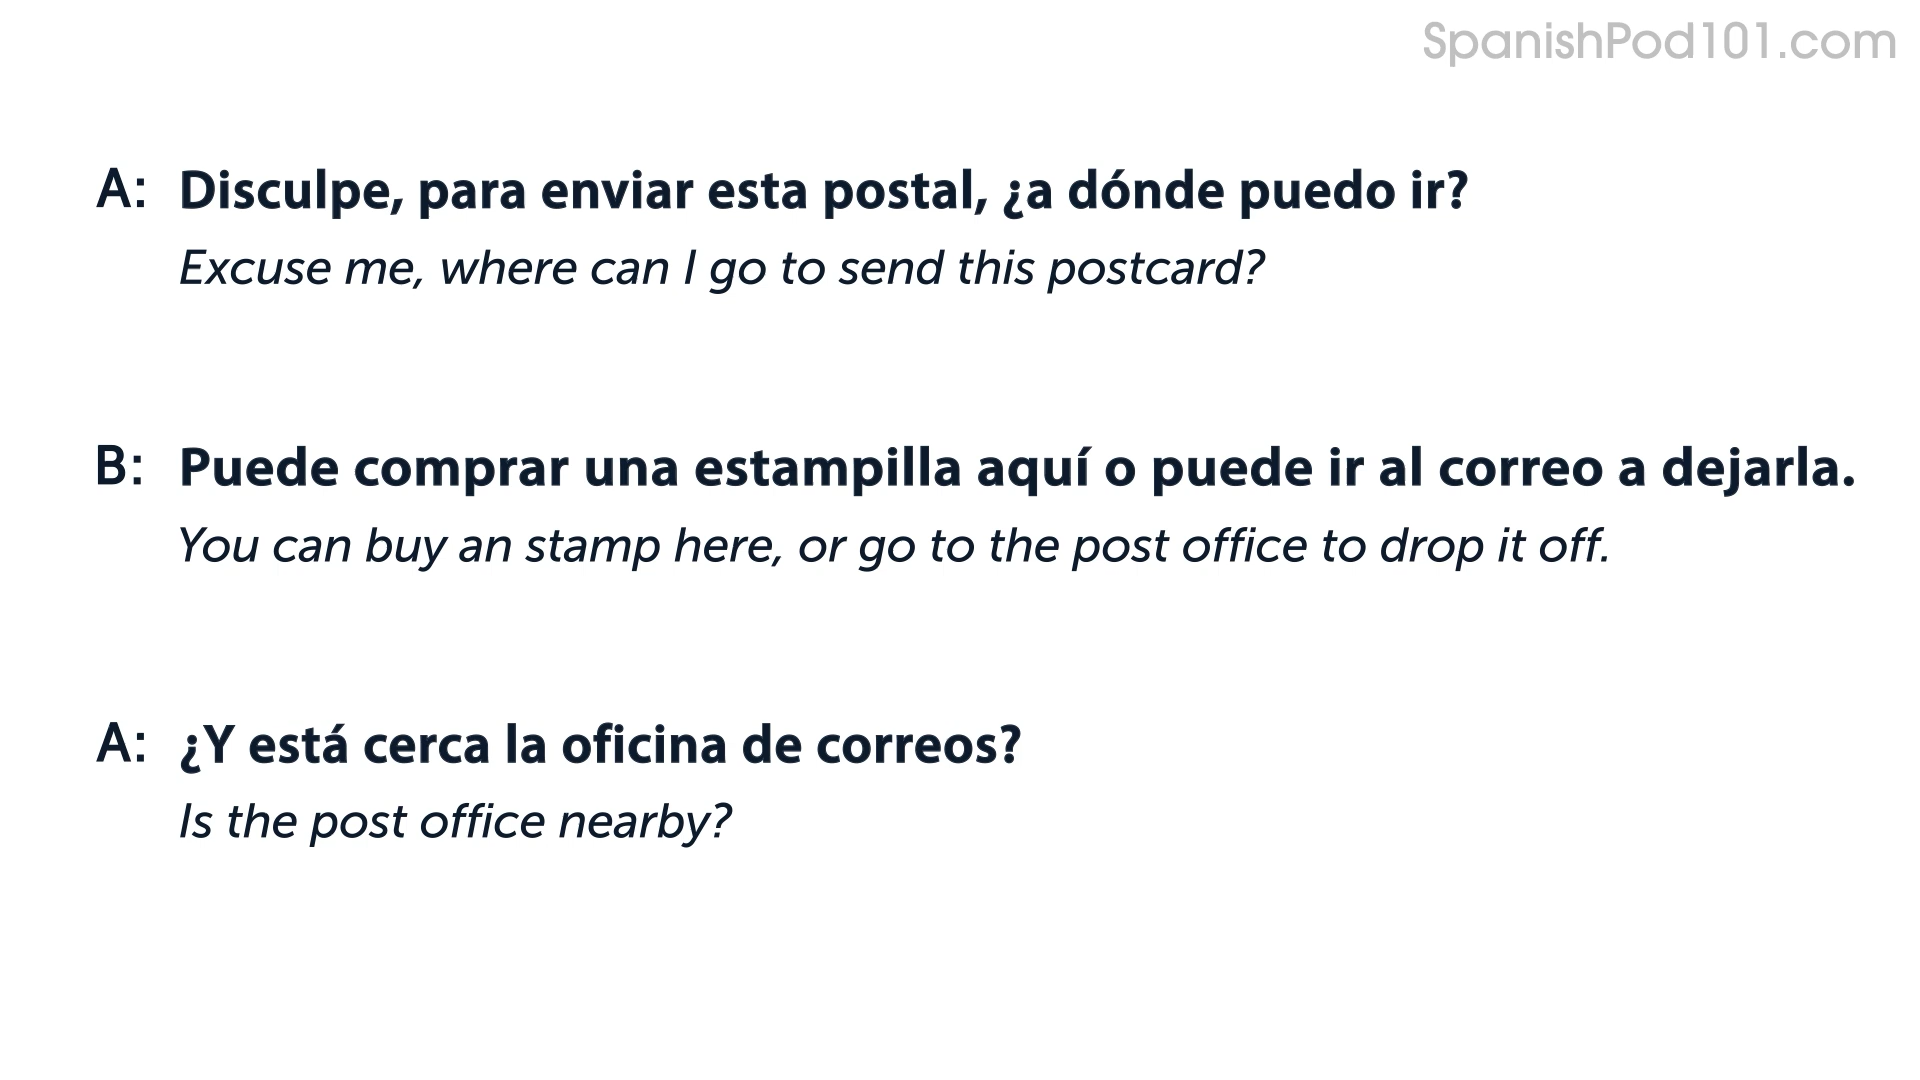 SpanishPod101.com
A: Disculpe, para enviar esta postal, ¿a dónde puedo ir?
Excuse me, where can I go to send this postcard?
B: Puede comprar una estampilla aquí o puede ir al correo a dejarla.
You can buy an stamp here, or go to the post office to drop it off.
A: ¿Y está cerca la oficina de correos?
Is the post office nearby?